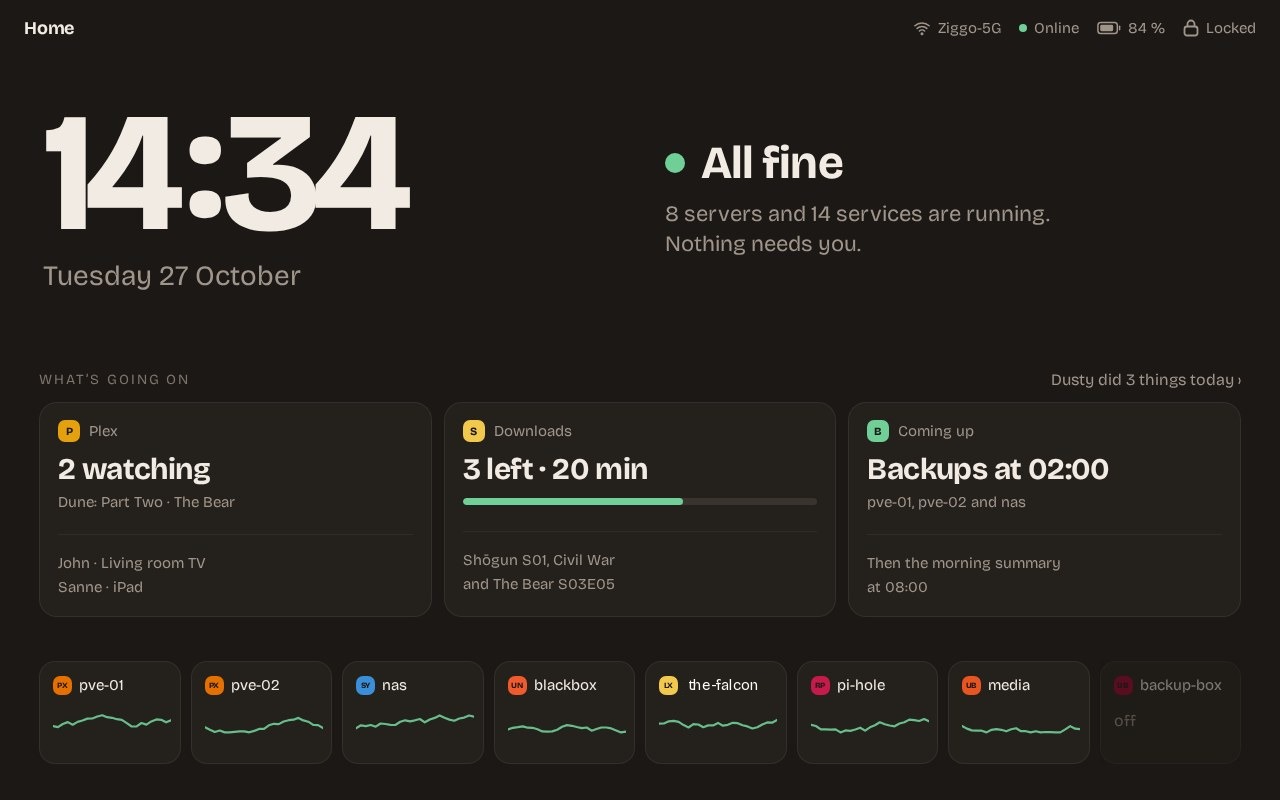 Home
Ziggo-5G
Online
84 %
Locked
14:34
Tuesday 27 October
All fine
8 servers and 14 services are running.
Nothing needs you.
WHAT'S GOING ON
Dusty did 3 things today ›
P Plex
2 watching
Dune: Part Two · The Bear
John · Living room TV
Sanne · iPad
S Downloads
3 left · 20 min
Shōgun S01, Civil War
and The Bear S03E05
B Coming up
Backups at 02:00
pve-01, pve-02 and nas
Then the morning summary
at 08:00
PX pve-01
PX pve-02
SY nas
UN blackbox
LX the-falcon
RP pi-hole
UB media
backup-box
off